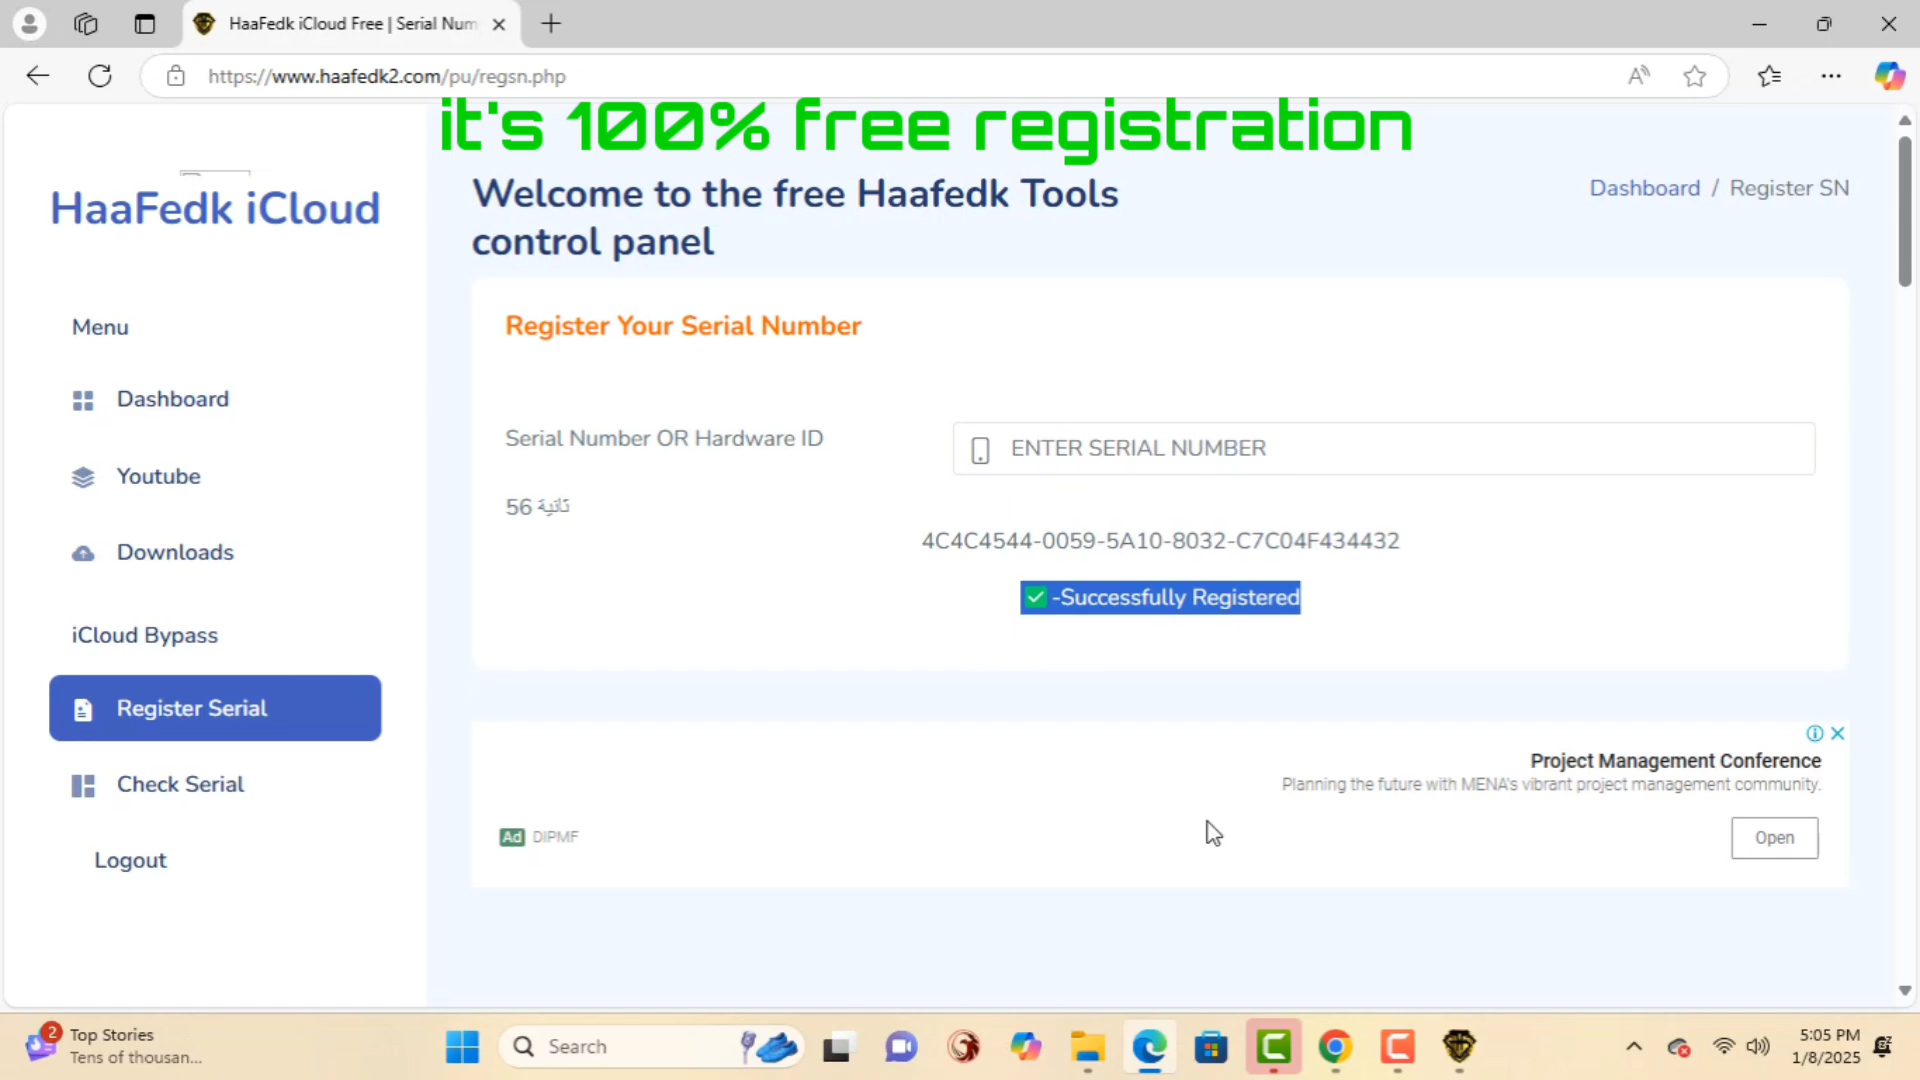 HaaFedk iCloud Free | Serial Num
https://www.haafedk2.com/pu/regsn.php
it's 100% free registration
HaaFedk iCloud
Welcome to the free Haafedk Tools
control panel
Dashboard / Register SN
Menu
Dashboard
Youtube
Downloads
iCloud Bypass
Register Serial
Check Serial
Logout
Register Your Serial Number
Serial Number OR Hardware ID
ENTER SERIAL NUMBER
56 ثانية
4C4C4544-0059-5A10-8032-C7C04F434432
✅ -Successfully Registered
Project Management Conference
Planning the future with MENA's vibrant project management community.
Ad DIPMF
Open
2
Top Stories
Tens of thousan...
Search
5:05 PM
1/8/2025